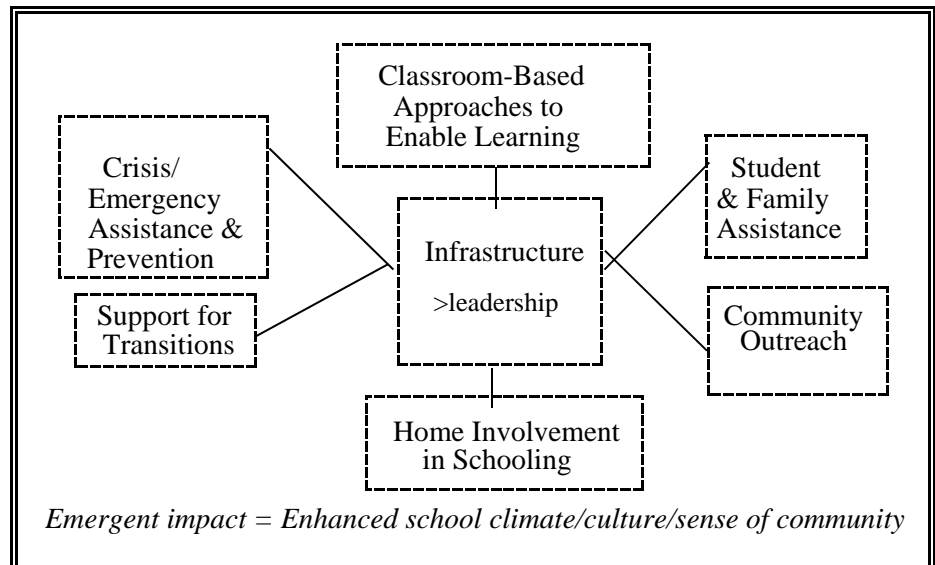 Classroom-Based
Approaches to
Enable Learning
Crisis/
Emergency
Assistance &
Prevention
Student
& Family
Assistance
Infrastructure
>leadership
Support for
Transitions
Community
Outreach
Home Involvement
in Schooling
Emergent impact = Enhanced school climate/culture/sense of community